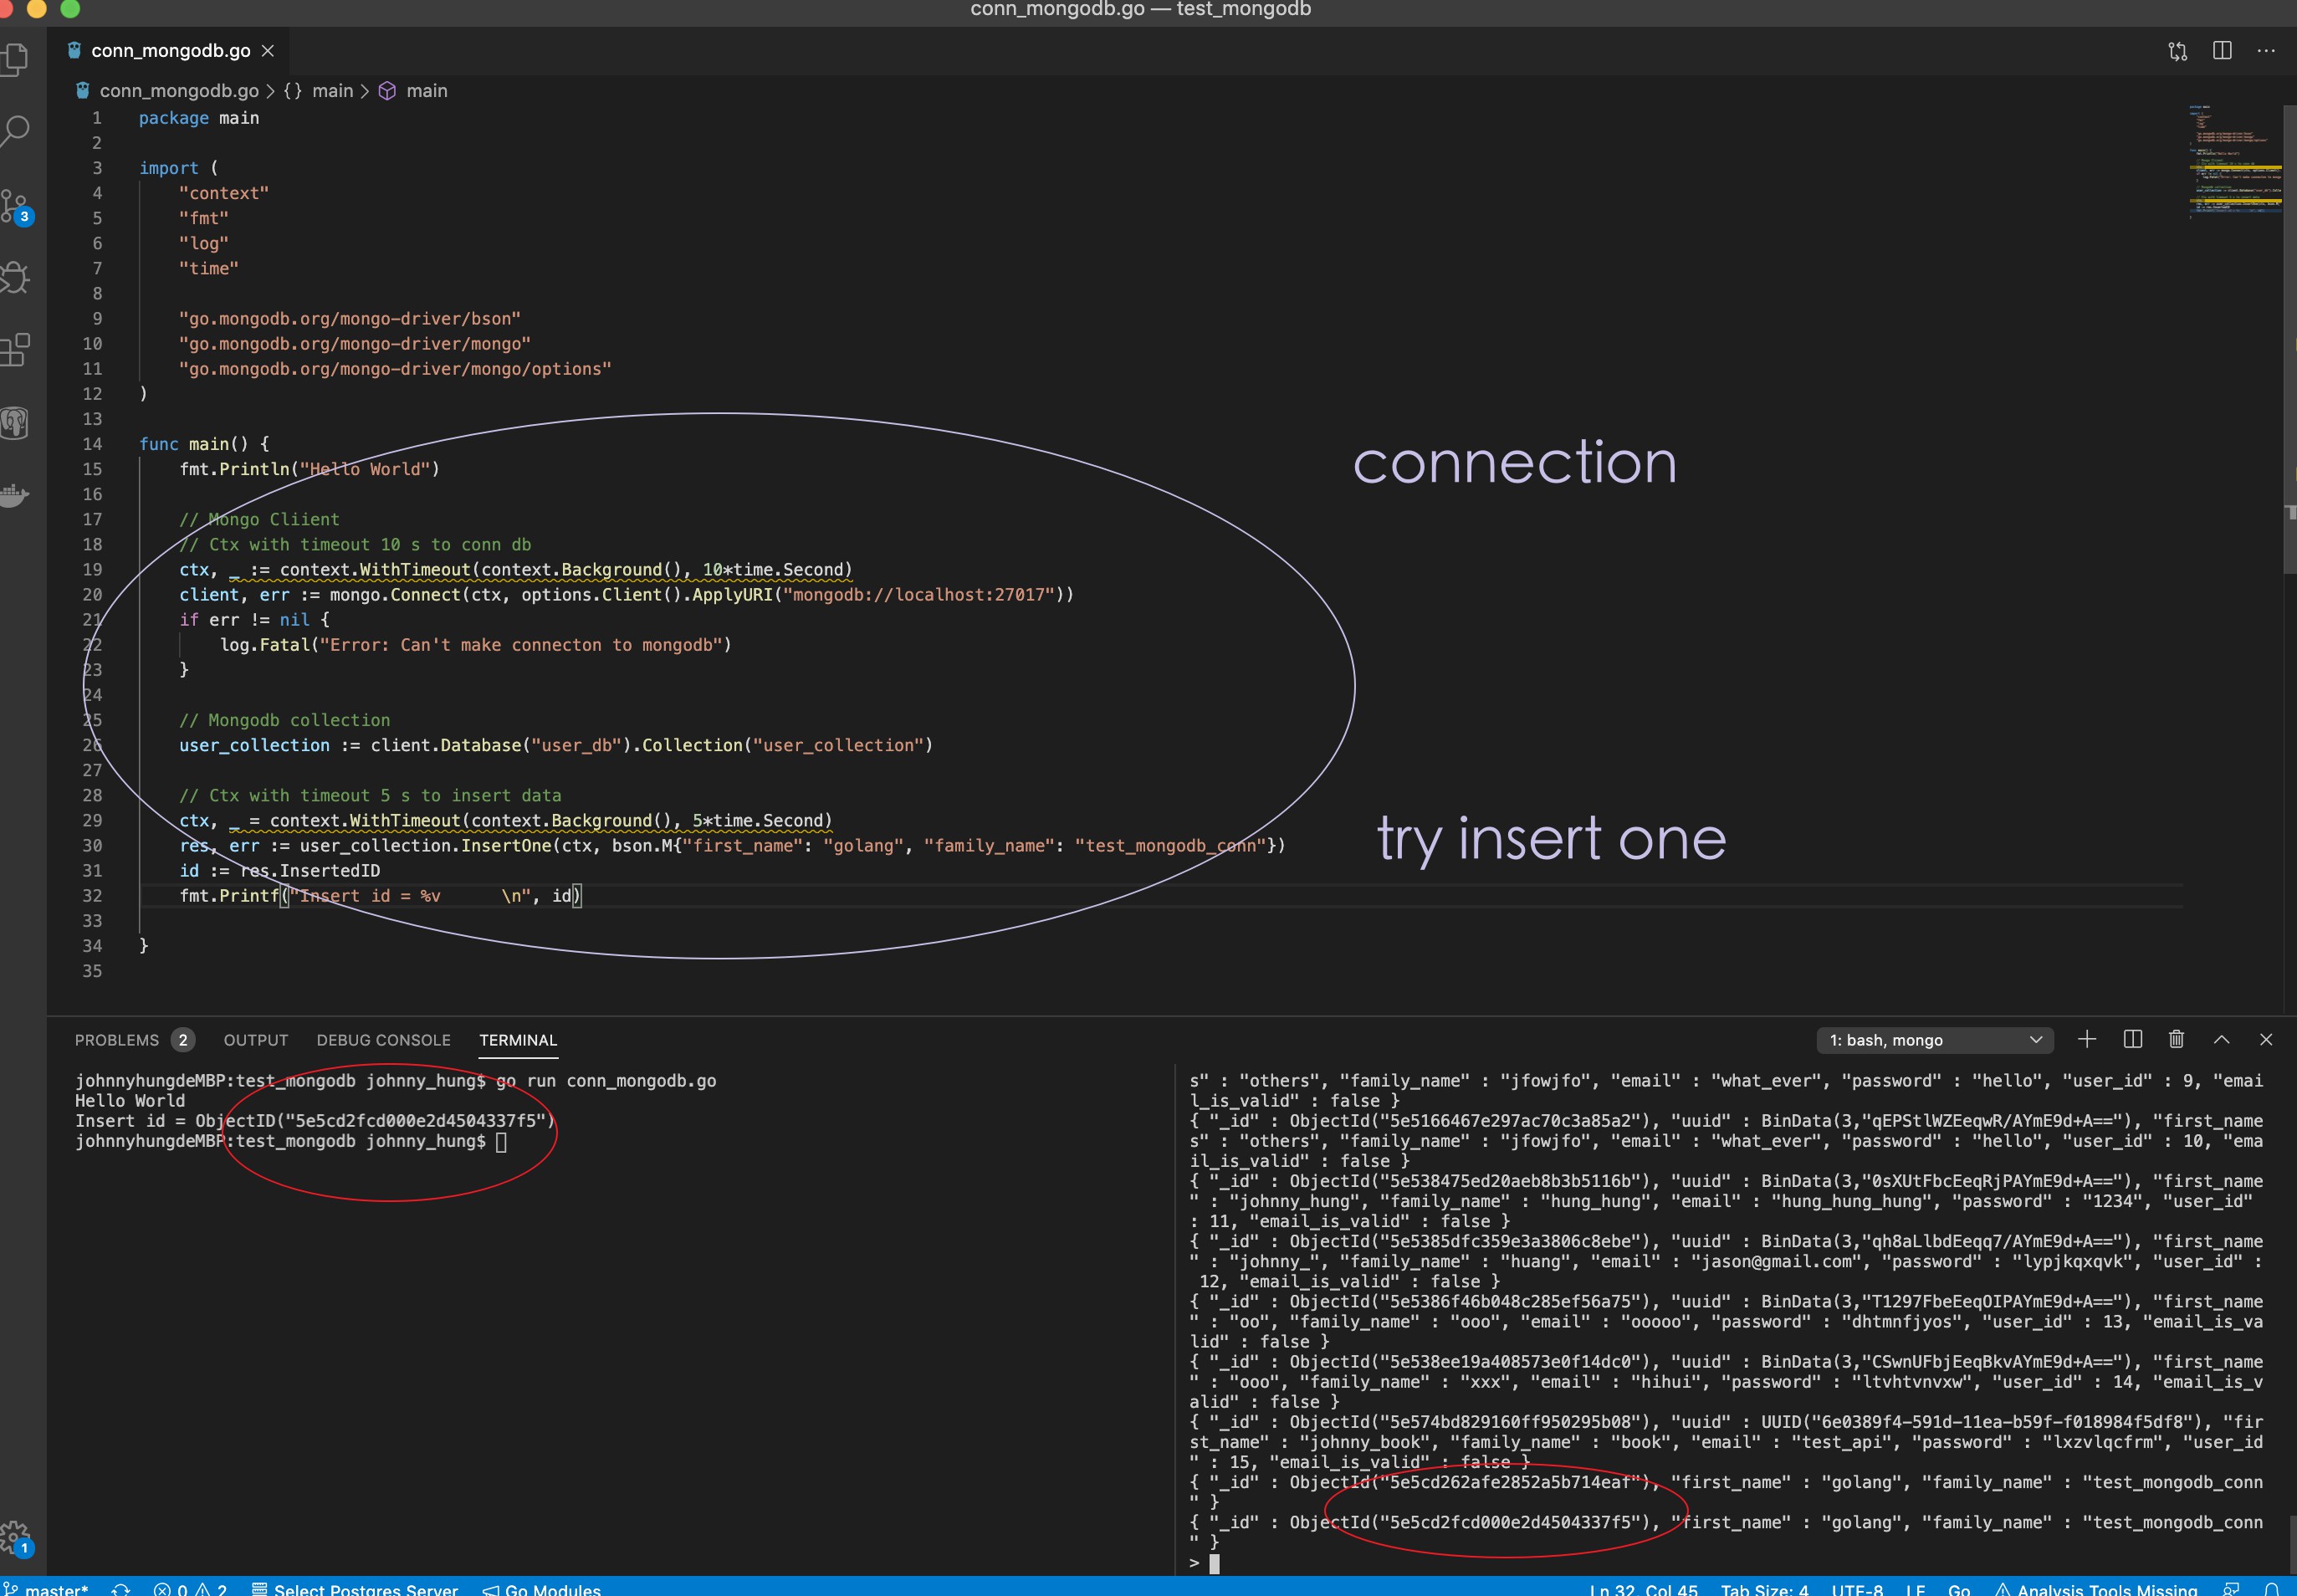 conn_mongodb.go — test_mongodb
conn_mongodb.go
conn_mongodb.go > {} main > main
1 package main
2
3 import (
4 "context"
5 "fmt"
6 "log"
7 "time"
8
9 "go.mongodb.org/mongo-driver/bson"
10 "go.mongodb.org/mongo-driver/mongo"
11 "go.mongodb.org/mongo-driver/mongo/options"
12 )
13
14 func main() {
15 fmt.Println("Hello World")
16
17 // Mongo Cliient
18 // Ctx with timeout 10 s to conn db
19 ctx, _ := context.WithTimeout(context.Background(), 10*time.Second)
20 client, err := mongo.Connect(ctx, options.Client().ApplyURI("mongodb://localhost:27017"))
21 if err != nil {
22 log.Fatal("Error: Can't make connecton to mongodb")
23 }
24
25 // Mongodb collection
26 user_collection := client.Database("user_db").Collection("user_collection")
27
28 // Ctx with timeout 5 s to insert data
29 ctx, _ = context.WithTimeout(context.Background(), 5*time.Second)
30 res, err := user_collection.InsertOne(ctx, bson.M{"first_name": "golang", "family_name": "test_mongodb_conn"})
31 id := res.InsertedID
32 fmt.Printf("Insert id = %v      \n", id)
33
34 }
35
connection
try insert one
3
1
PROBLEMS 2 OUTPUT DEBUG CONSOLE TERMINAL
1: bash, mongo
johnnyhungdeMBP:test_mongodb johnny_hung$ go run conn_mongodb.go
Hello World
Insert id = ObjectID("5e5cd2fcd000e2d4504337f5")
johnnyhungdeMBP:test_mongodb johnny_hung$
s" : "others", "family_name" : "jfowjfo", "email" : "what_ever", "password" : "hello", "user_id" : 9, "emai
l_is_valid" : false }
{ "_id" : ObjectId("5e5166467e297ac70c3a85a2"), "uuid" : BinData(3,"qEPStlWZEeqwR/AYmE9d+A=="), "first_name
s" : "others", "family_name" : "jfowjfo", "email" : "what_ever", "password" : "hello", "user_id" : 10, "ema
il_is_valid" : false }
{ "_id" : ObjectId("5e538475ed20aeb8b3b5116b"), "uuid" : BinData(3,"0sXUtFbcEeqRjPAYmE9d+A=="), "first_name
" : "johnny_hung", "family_name" : "hung_hung", "email" : "hung_hung_hung", "password" : "1234", "user_id"
: 11, "email_is_valid" : false }
{ "_id" : ObjectId("5e5385dfc359e3a3806c8ebe"), "uuid" : BinData(3,"qh8aLlbdEeqq7/AYmE9d+A=="), "first_name
" : "johnny_", "family_name" : "huang", "email" : "jason@gmail.com", "password" : "lypjkqxqvk", "user_id" :
12, "email_is_valid" : false }
{ "_id" : ObjectId("5e5386f46b048c285ef56a75"), "uuid" : BinData(3,"T1297FbeEeqOIPAYmE9d+A=="), "first_name
" : "oo", "family_name" : "ooo", "email" : "ooooo", "password" : "dhtmnfjyos", "user_id" : 13, "email_is_va
lid" : false }
{ "_id" : ObjectId("5e538ee19a408573e0f14dc0"), "uuid" : BinData(3,"CSwnUFbjEeqBkvAYmE9d+A=="), "first_name
" : "ooo", "family_name" : "xxx", "email" : "hihui", "password" : "ltvhtvnvxw", "user_id" : 14, "email_is_v
alid" : false }
{ "_id" : ObjectId("5e574bd829160ff950295b08"), "uuid" : UUID("6e0389f4-591d-11ea-b59f-f018984f5df8"), "fir
st_name" : "johnny_book", "family_name" : "book", "email" : "test_api", "password" : "lxzvlqcfrm", "user_id
" : 15, "email_is_valid" : false }
{ "_id" : ObjectId("5e5cd262afe2852a5b714eaf"), "first_name" : "golang", "family_name" : "test_mongodb_conn
" }
{ "_id" : ObjectId("5e5cd2fcd000e2d4504337f5"), "first_name" : "golang", "family_name" : "test_mongodb_conn
" }
>
master* 0 2 Select Postgres Server Go Modules Ln 32, Col 45 Tab Size: 4 UTF-8 LF Go Analysis Tools Missing